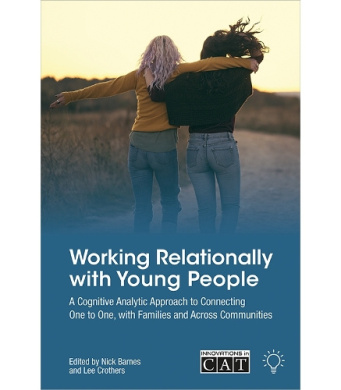 Working Relationally
with Young People
A Cognitive Analytic Approach to Connecting
One to One, with Families and Across Communities
Edited by Nick Barnes
and Lee Crothers
INNOVATIONS in
CAT